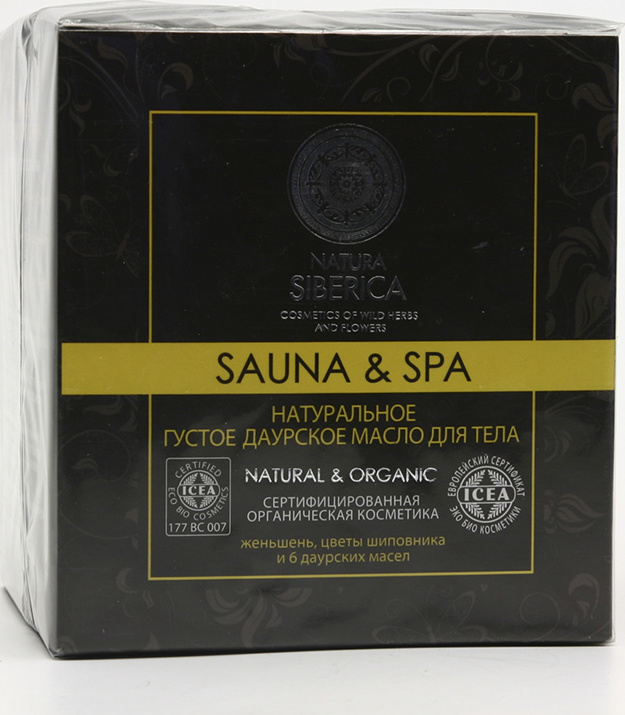 NATURA
SIBERICA
COSMETICS OF WILD HERBS
AND FLOWERS
SAUNA & SPA
НАТУРАЛЬНОЕ
ГУСТОЕ ДАУРСКОЕ МАСЛО ДЛЯ ТЕЛА
CERTIFIED
ICEA
ECO BIO COSMETICS
177 BC 007
NATURAL & ORGANIC
СЕРТИФИЦИРОВАННАЯ
ОРГАНИЧЕСКАЯ КОСМЕТИКА
ЕВРОПЕЙСКИЙ СЕРТИФИКАТ
ICEA
ЭКО БИО КОСМЕТИКИ
женьшень, цветы шиповника
и 6 даурских масел